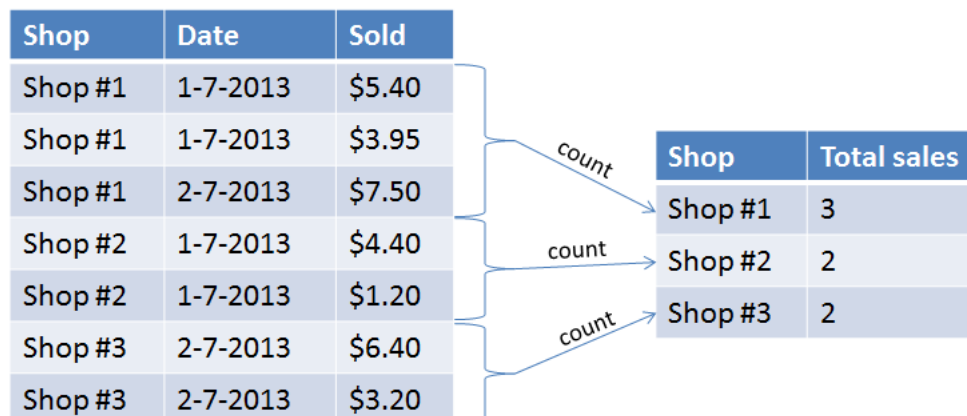 Shop Date Sold
Shop #1 1-7-2013 $5.40
Shop #1 1-7-2013 $3.95
Shop #1 2-7-2013 $7.50
Shop #2 1-7-2013 $4.40
Shop #2 1-7-2013 $1.20
Shop #3 2-7-2013 $6.40
Shop #3 2-7-2013 $3.20
count
count
count
Shop Total sales
Shop #1 3
Shop #2 2
Shop #3 2